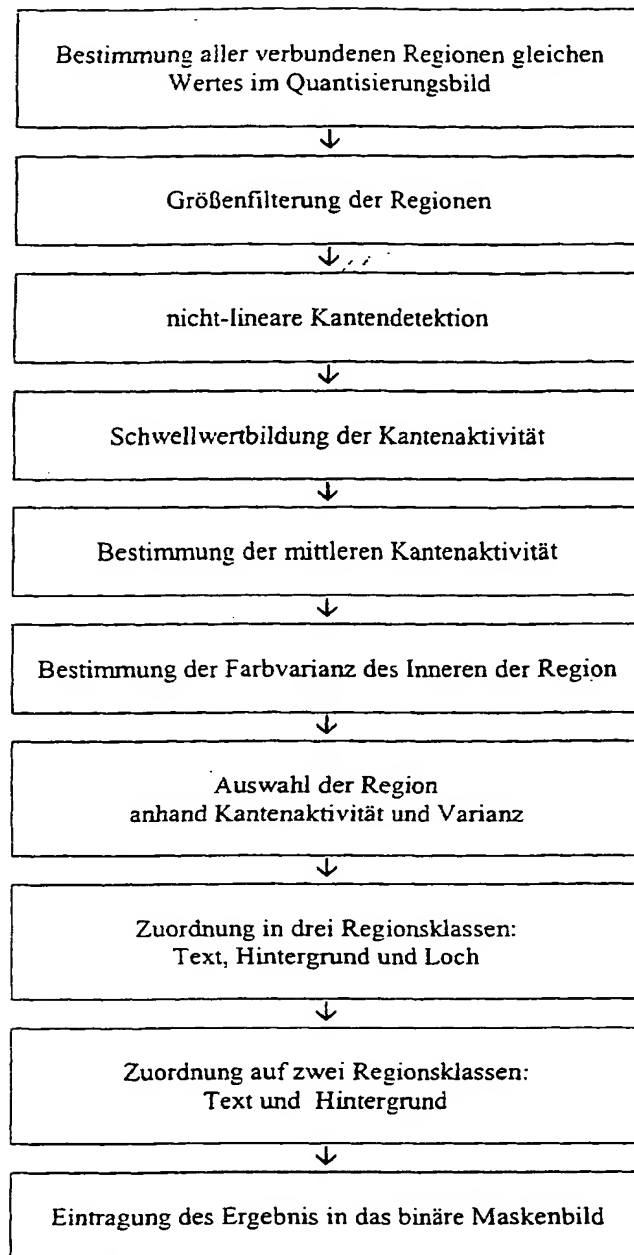 Bestimmung aller verbundenen Regionen gleichen
Wertes im Quantisierungsbild
Größenfilterung der Regionen
nicht-lineare Kantendetektion
Schwellwertbildung der Kantenaktivität
Bestimmung der mittleren Kantenaktivität
Bestimmung der Farbvarianz des Inneren der Region
Auswahl der Region
anhand Kantenaktivität und Varianz
Zuordnung in drei Regionsklassen:
Text, Hintergrund und Loch
Zuordnung auf zwei Regionsklassen:
Text und Hintergrund
Eintragung des Ergebnis in das binäre Maskenbild